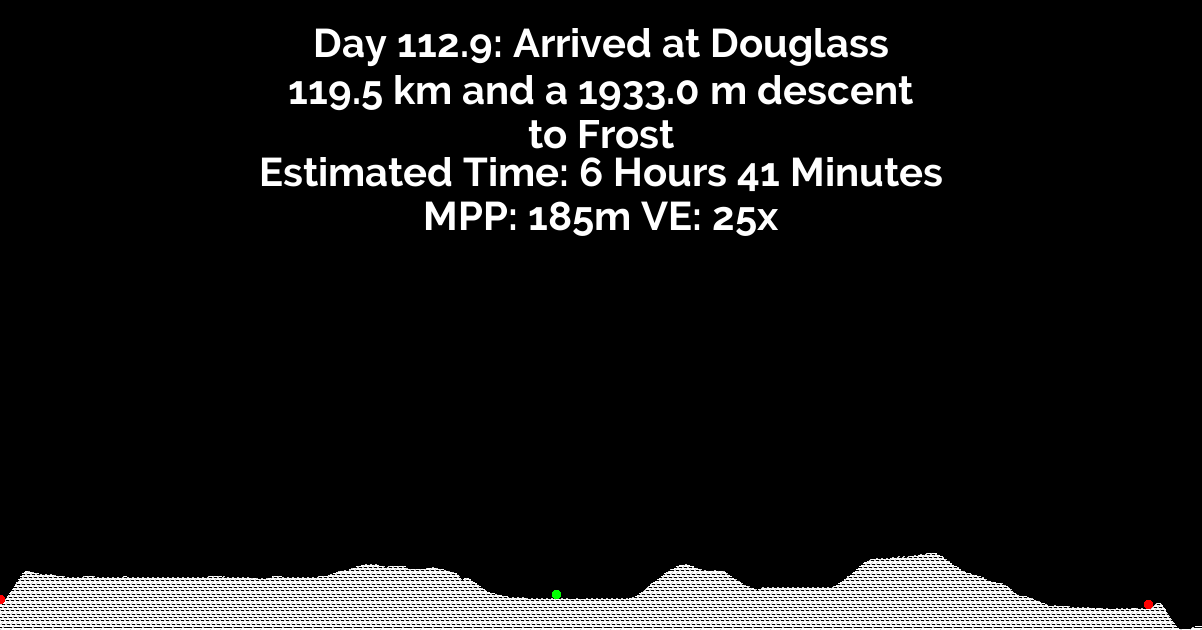 Day 112.9: Arrived at Douglass
119.5 km and a 1933.0 m descent
to Frost
Estimated Time: 6 Hours 41 Minutes
MPP: 185m VE: 25x